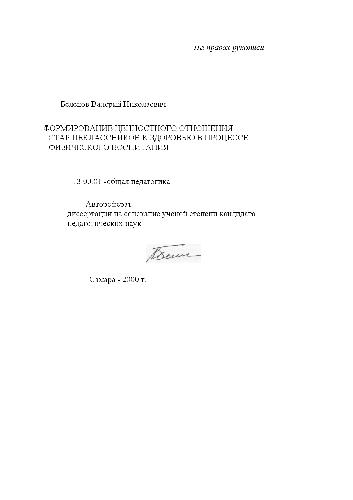 На правах рукописи
Валерий Николаевич
ФОРМИРОВАНИЕ ЦЕННОСТНОГО ОТНОШЕНИЯ
СТАРШЕКЛАССНИКОВ К ЗДОРОВЬЮ В ПРОЦЕССЕ
ФИЗИЧЕСКОГО ВОСПИТАНИЯ
13.00.01 - общая педагогика
Автореферат
диссертации на соискание ученой степени кандидата
педагогических наук
Самара - 2000 г.